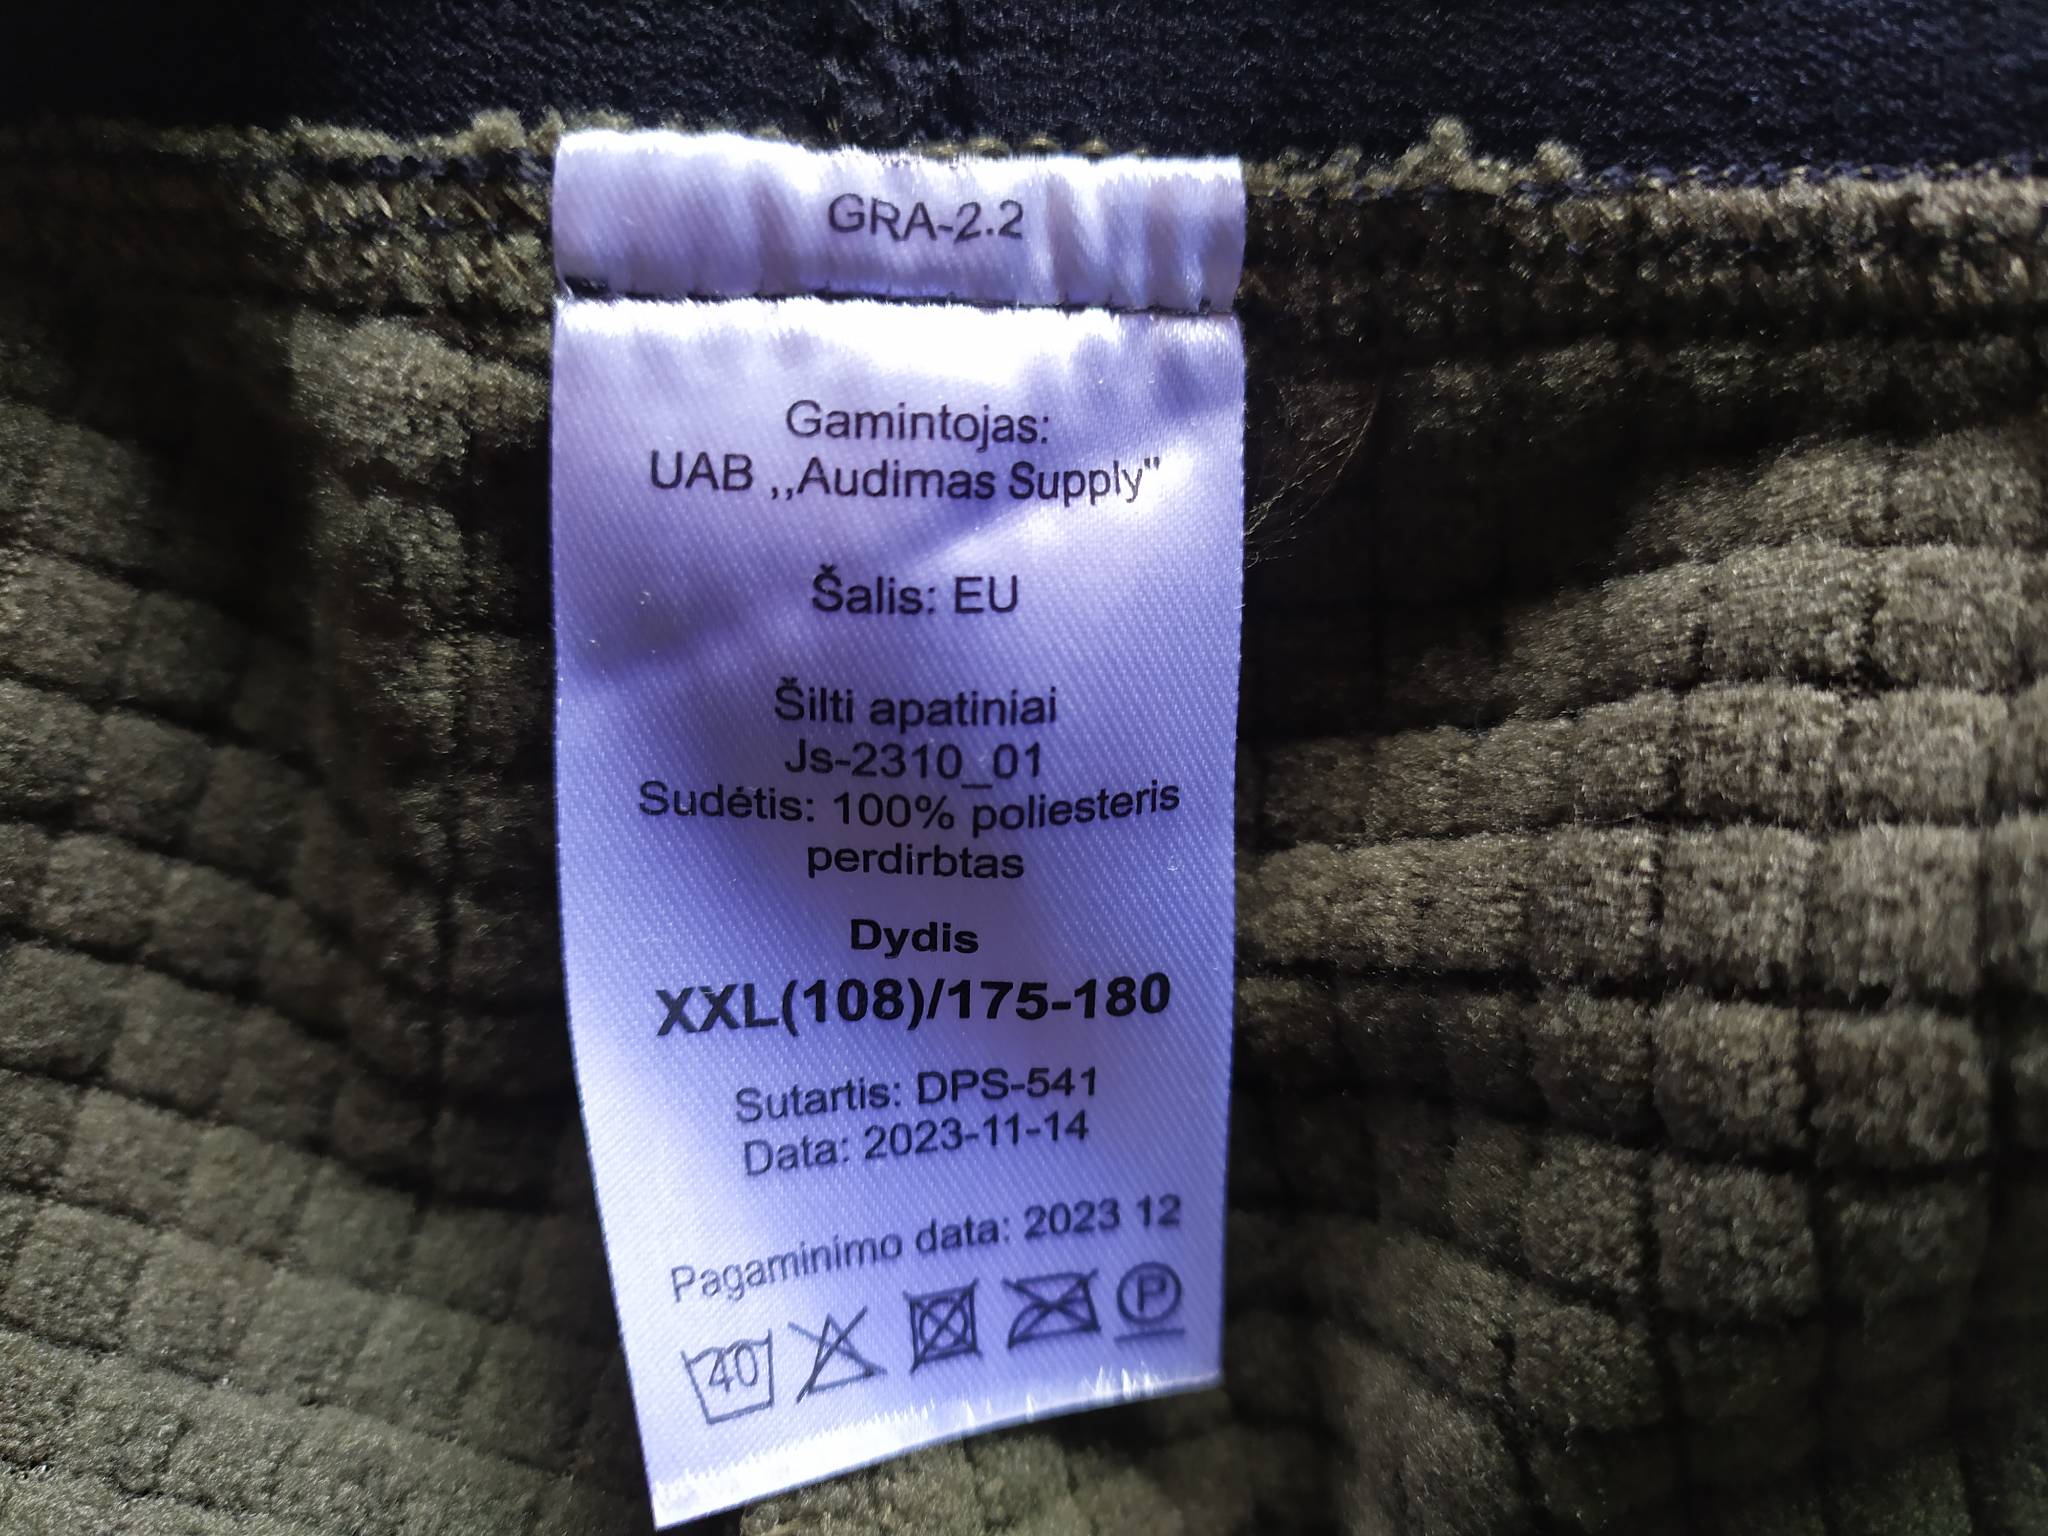 GRA-2.2
Gamintojas:
UAB ,,Audimas Supply"
Šalis: EU
Šilti apatiniai
Js-2310_01
Sudėtis: 100% poliesteris
perdirbtas
Dydis
XXL(108)/175-180
Sutartis: DPS-541
Data: 2023-11-14
Pagaminimo data: 2023 12
40 P